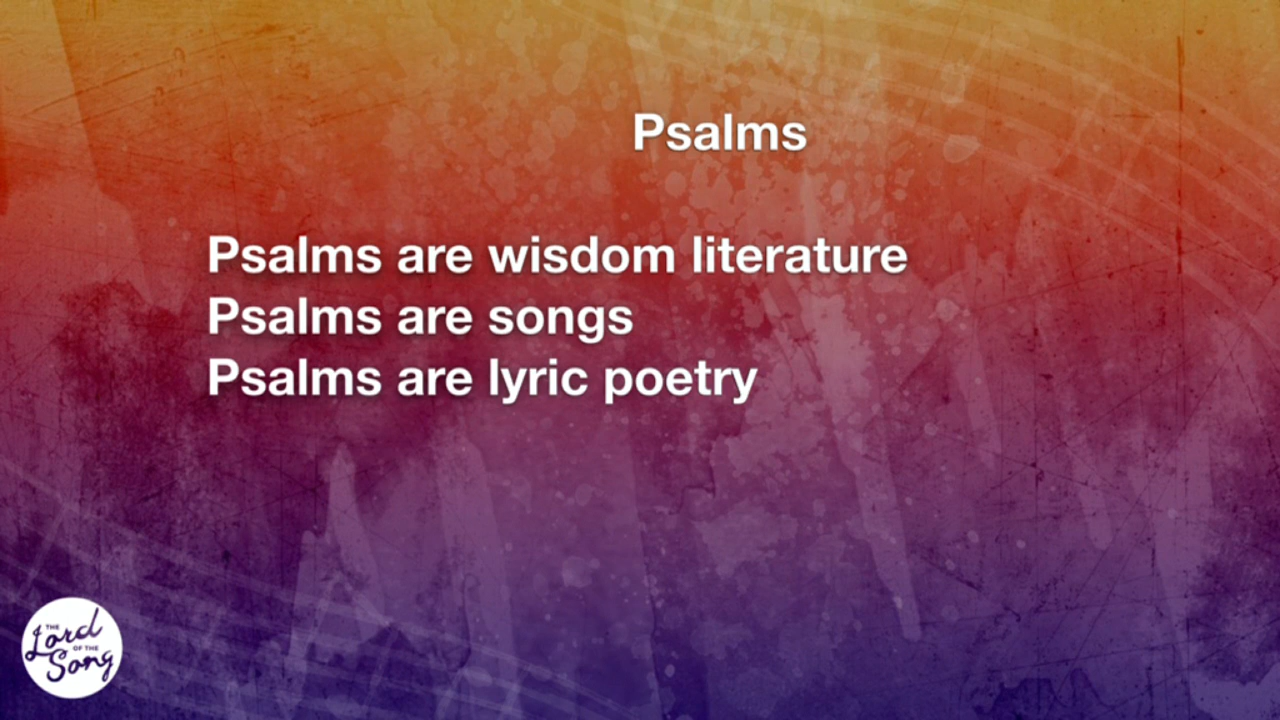 Psalms
Psalms are wisdom literature
Psalms are songs
Psalms are lyric poetry
THE
Lord
OF THE
Song